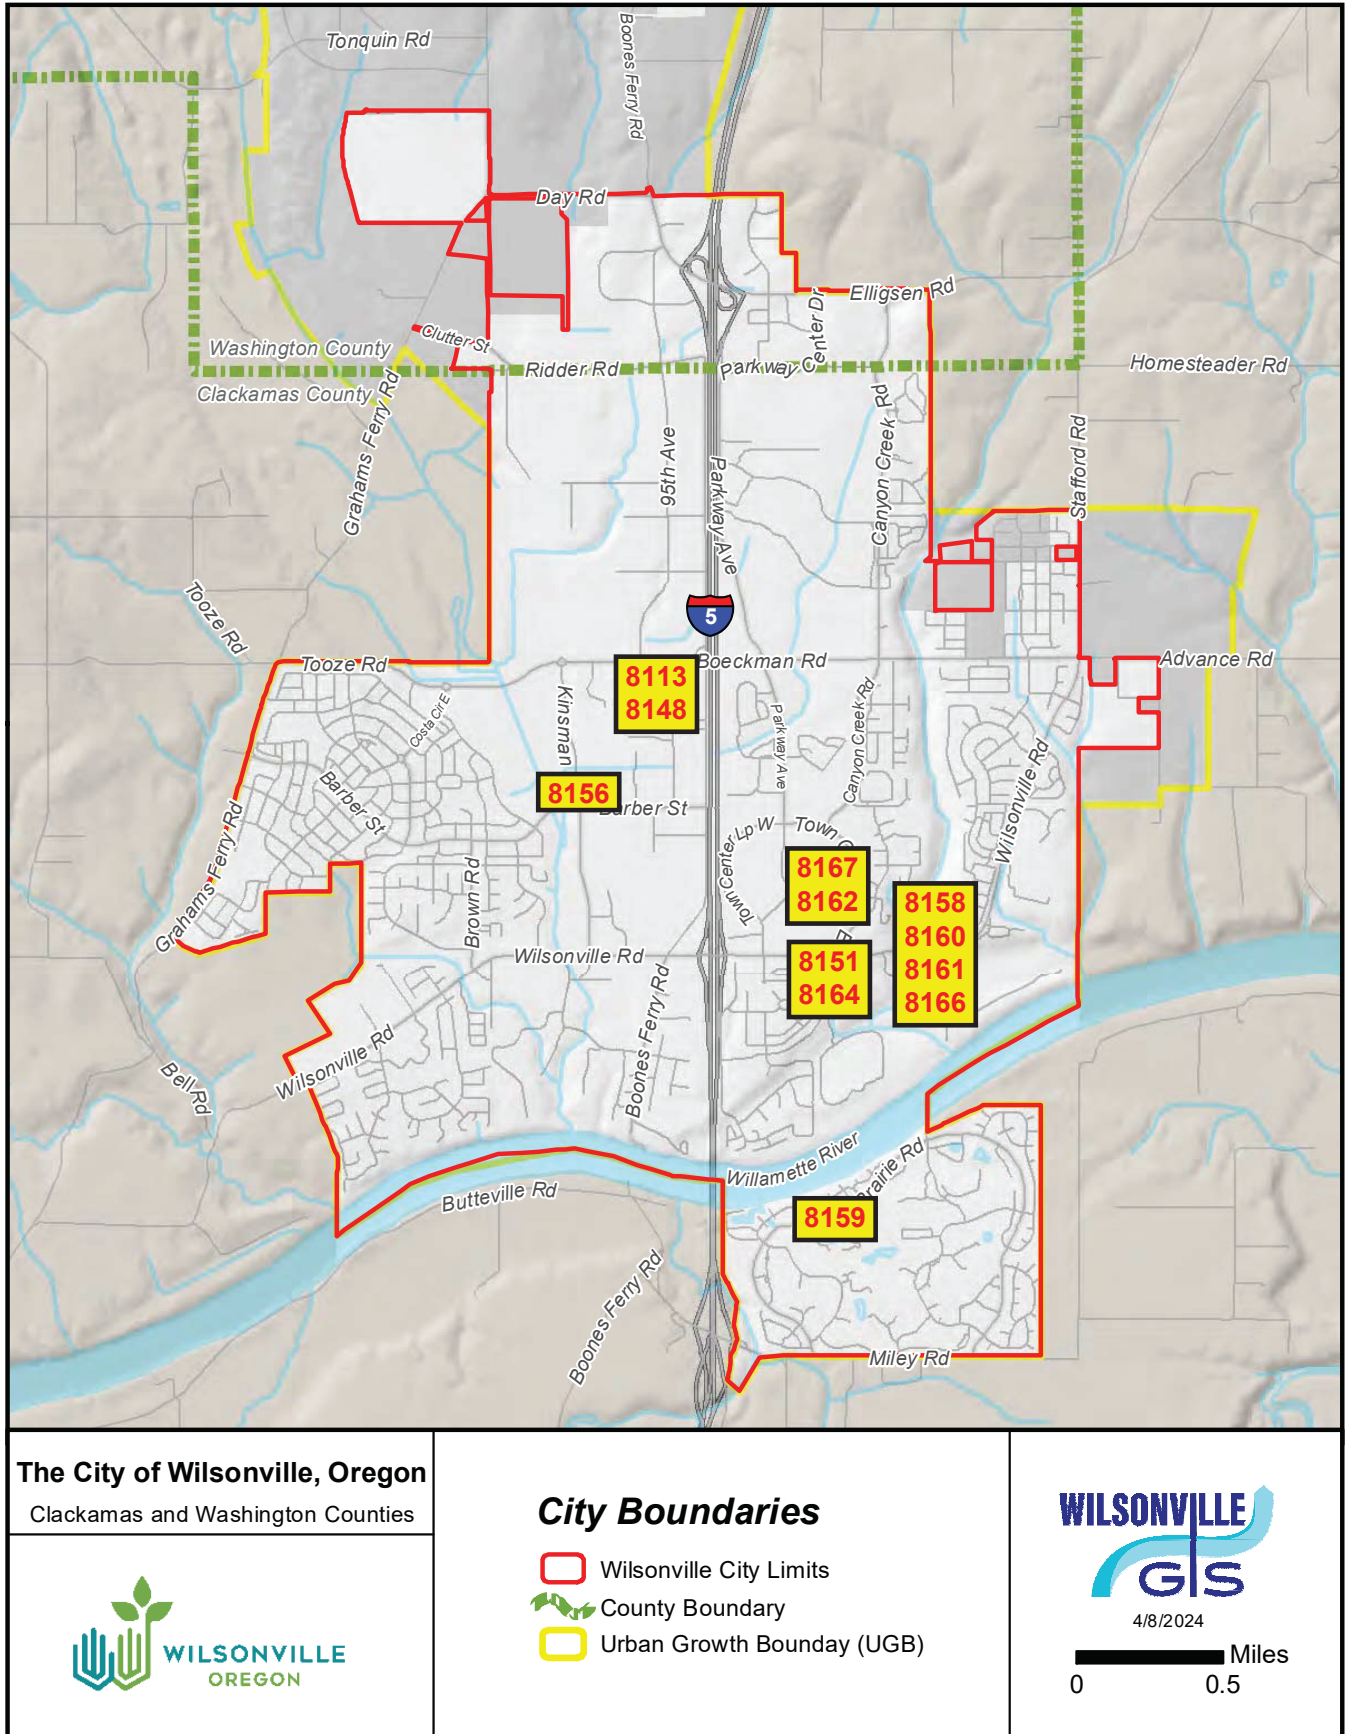 Tonquin Rd
Boones Ferry Rd
Day Rd
Elligsen Rd
Clutter St
Washington County
Clackamas County
Ridder Rd
Parkway Center Dr
Homesteader Rd
Grahams Ferry Rd
95th Ave
Parkway Ave
Canyon Creek Rd
Stafford Rd
Tooze Rd
5
Tooze Rd
Boeckman Rd
Advance Rd
8113
8148
Costa Cir E
Kinsman
Parkway Ave
Canyon Creek Rd
Wilsonville Rd
8156
Barber St
Barber St
Grahams Ferry Rd
Town Center Lp W
Town C
8167
8162
8158
8160
8161
8166
Brown Rd
E
Wilsonville Rd
8151
8164
Boones Ferry Rd
Wilsonville Rd
Bell Rd
Willamette River
Prairie Rd
Butteville Rd
8159
Boones Ferry Rd
Miley Rd
The City of Wilsonville, Oregon
Clackamas and Washington Counties
WILSONVILLE
OREGON
City Boundaries
Wilsonville City Limits
County Boundary
Urban Growth Bounday (UGB)
WILSONVILLE
GIS
4/8/2024
Miles
0 0.5